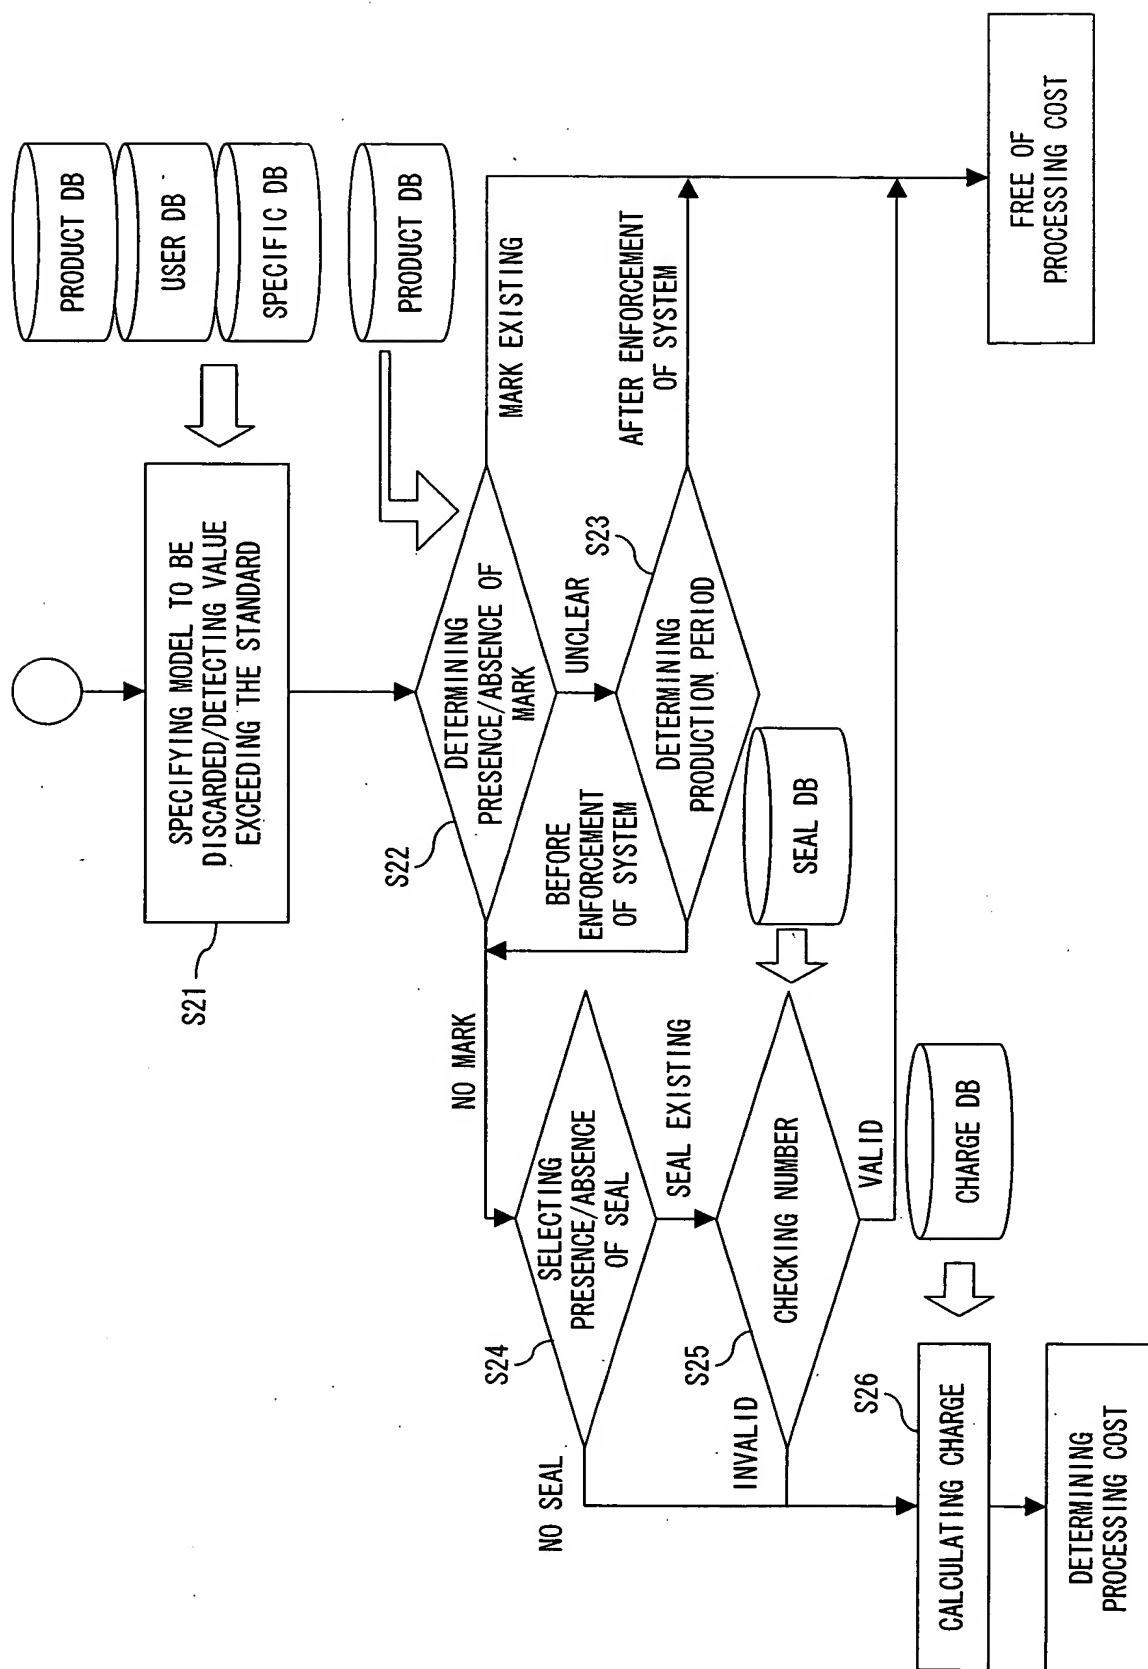 PRODUCT DB
USER DB
SPECIFIC DB
SPECIFYING MODEL TO BE
DISCARDED/DETECTING VALUE
EXCEEDING THE STANDARD
S21
PRODUCT DB
DETERMINING
PRESENCE/ABSENCE OF
MARK
S22
MARK EXISTING
UNCLEAR
NO MARK
DETERMINING
PRODUCTION PERIOD
S23
AFTER ENFORCEMENT
OF SYSTEM
BEFORE
ENFORCEMENT
OF SYSTEM
SELECTING
PRESENCE/ABSENCE
OF SEAL
S24
SEAL EXISTING
NO SEAL
SEAL DB
CHECKING NUMBER
S25
VALID
INVALID
CHARGE DB
CALCULATING CHARGE
S26
DETERMINING
PROCESSING COST
FREE OF
PROCESSING COST